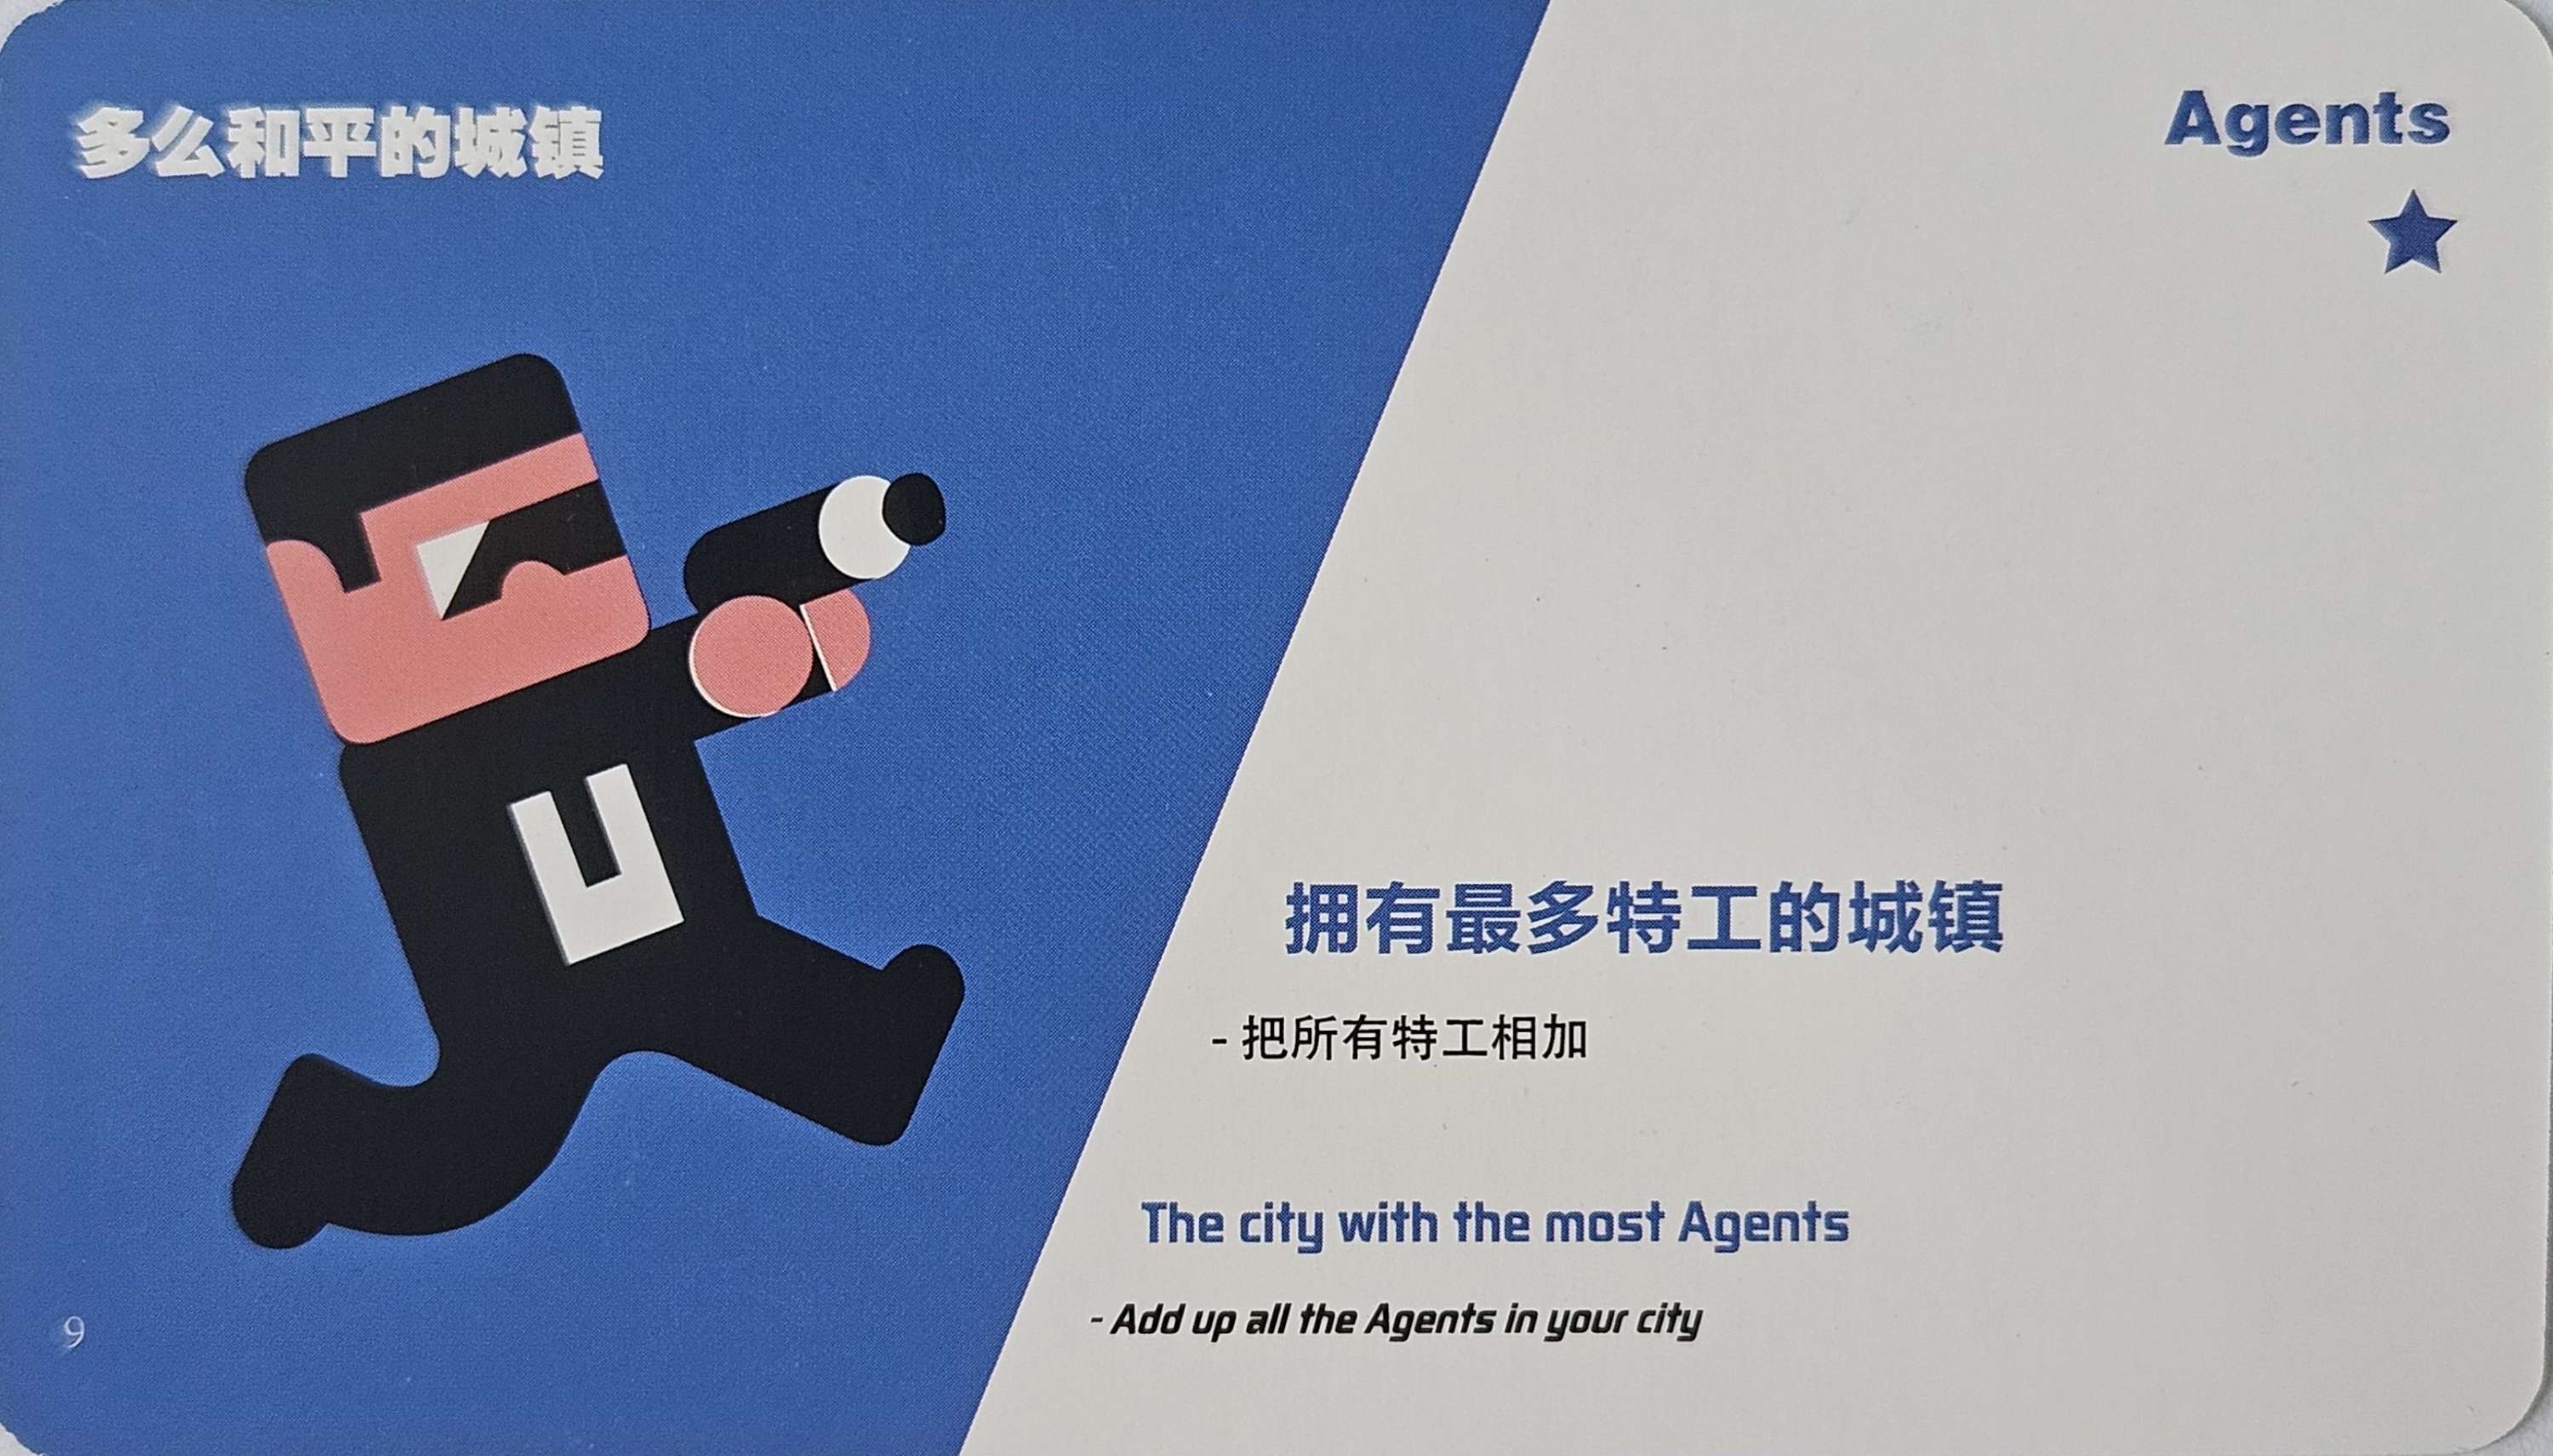 多么和平的城镇
Agents
U
拥有最多特工的城镇
- 把所有特工相加
The city with the most Agents
- Add up all the Agents in your city
9